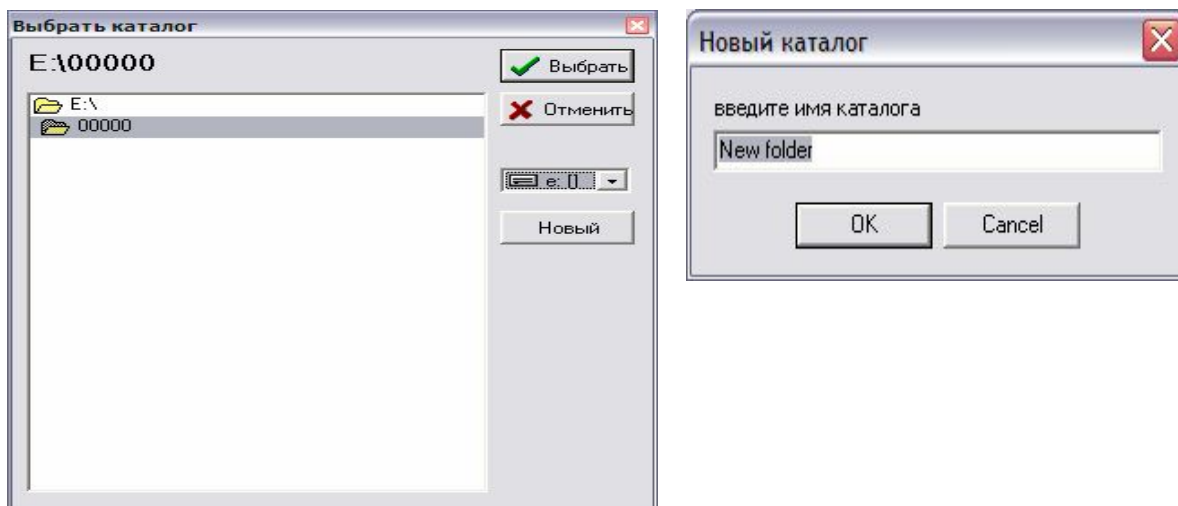 Выбрать каталог
E:\00000
E:\
00000
Выбрать
Отменить
e: []
Новый
Новый каталог
введите имя каталога
New folder
OK
Cancel